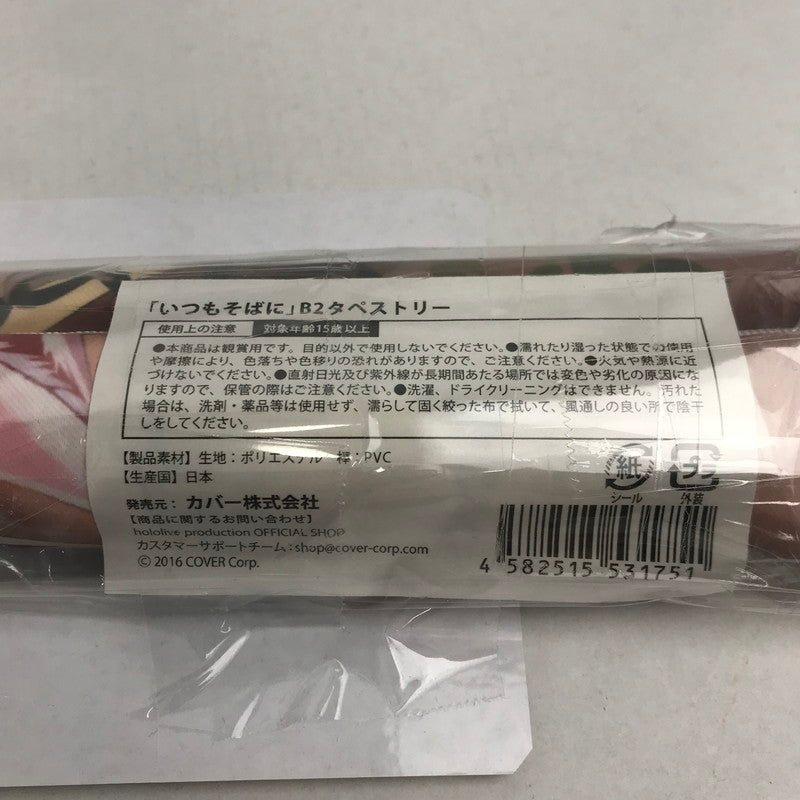 「いつもそばに」B2タペストリー
使用上の注意 対象年齢15歳以上
●本商品は観賞用です。目的以外で使用しないでください。●濡れたり湿った状態での使用
や摩擦により、色落ちや色移りの恐れがありますので、ご注意ください。●火気や熱源に近
づけないでください。●直射日光及び紫外線が長期間あたる場所では変色や劣化の原因にな
りますので、保管の際はご注意ください。●洗濯、ドライクリーニングはできません。汚れた
場合は、洗剤・薬品等は使用せず、濡らして固く絞った布で拭いて、風通しの良い所で陰干
しをしてください。
【製品素材】生地：ポリエステル 棒：PVC
【生産国】日本
発売元：カバー株式会社
【商品に関するお問い合わせ】
hololive production OFFICIAL SHOP
カスタマーサポートチーム：shop@cover-corp.com
© 2016 COVER Corp.
紙 プラ
シール 外装
4 582515 531751